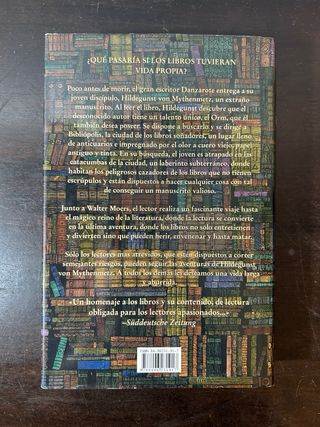 ¿QUÉ PASARÍA SI LOS LIBROS TUVIERAN
VIDA PROPIA?
Poco antes de morir, el gran escritor Danzarote entrega a su
joven discípulo, Hildegunst von Mythenmetz, un extraño
manuscrito. Al leer el libro, Hildegunst descubre que el
desconocido autor tiene un talento único, el Orm, que él
también desea poseer. Se dispone a buscarlo y se dirige a
Bibliópolis, la ciudad de los libros soñadores, un lugar lleno
de anticuarios e impregnado por el olor a cuero viejo, papel
antiguo y tinta. En su búsqueda, el joven es atrapado en las
catacumbas de la ciudad, un laberinto subterráneo, donde
habitan los peligrosos cazadores de los libros que no tienen
escrúpulos y están dispuestos a hacer cualquier cosa con tal
de conseguir un manuscrito valioso...
Junto a Walter Moers, el lector realiza un fascinante viaje hasta
el mágico reino de la literatura, donde la lectura se convierte
en la última aventura, donde los libros no solo entretienen
y divierten sino que pueden herir, envenenar y hasta matar.
Sólo los lectores más atrevidos, que estén dispuestos a correr
semejantes riesgos, pueden seguir las aventuras de Hildegunst
de Mythenmetz. A todos los demás les deseamos una vida larga
y aburrida.
«Un homenaje a los libros y su contenido, de lectura
obligada para los lectores apasionados...»
–Süddeutsche Zeitung